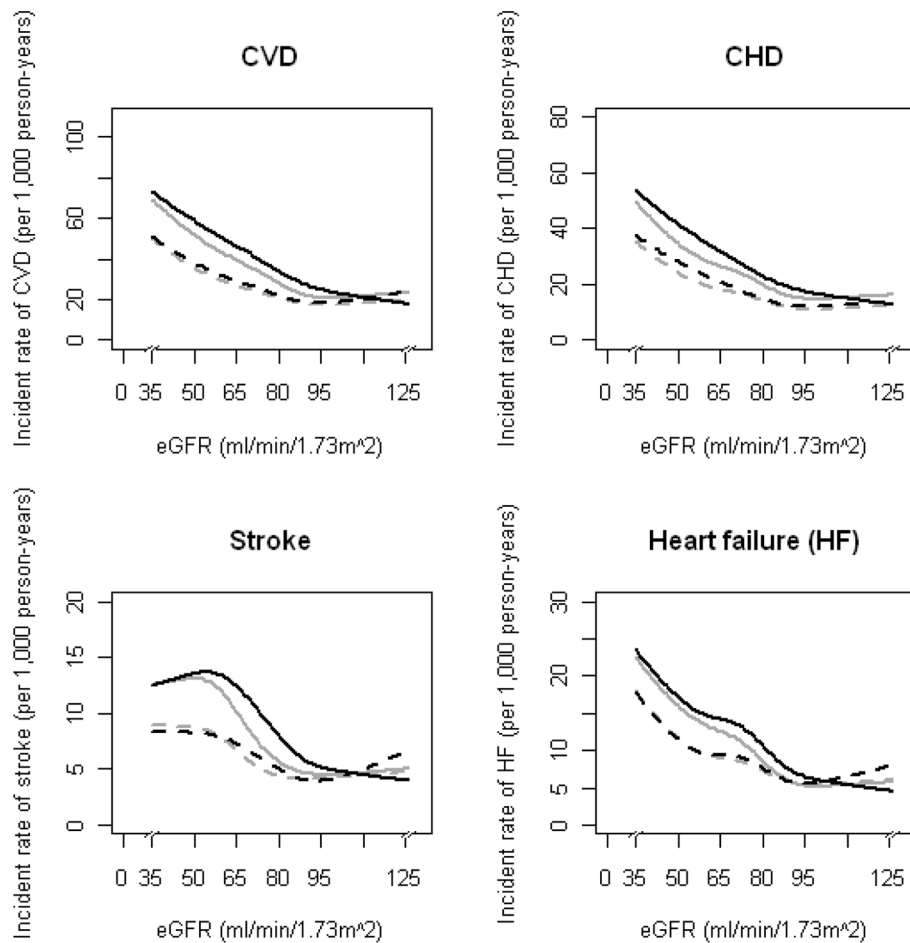 CVD
Incident rate of CVD (per 1,000 person-years)
100
60
20
0
0 35 50 65 80 95 125
eGFR (ml/min/1.73m^2)
CHD
Incident rate of CHD (per 1,000 person-years)
80
60
40
20
0
0 35 50 65 80 95 125
eGFR (ml/min/1.73m^2)
Stroke
Incident rate of stroke (per 1,000 person-years)
20
15
10
5
0
0 35 50 65 80 95 125
eGFR (ml/min/1.73m^2)
Heart failure (HF)
Incident rate of HF (per 1,000 person-years)
30
20
10
5
0
0 35 50 65 80 95 125
eGFR (ml/min/1.73m^2)